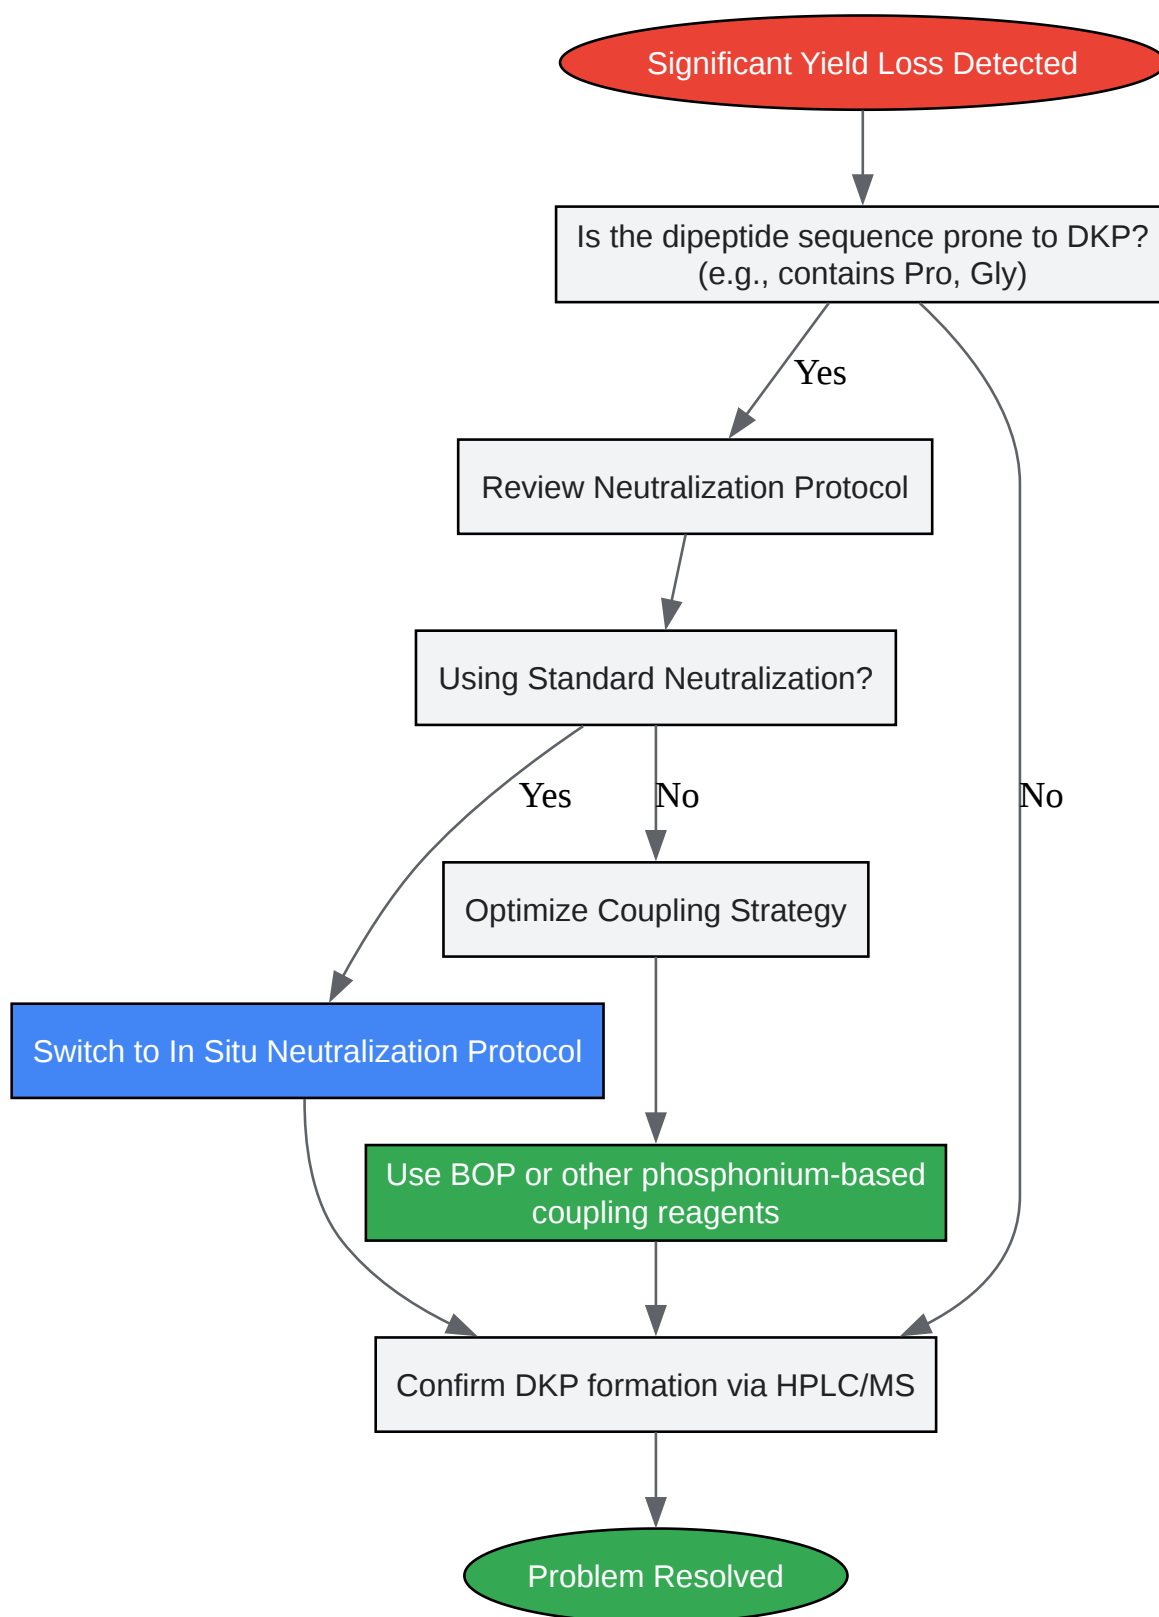 Significant Yield Loss Detected
Is the dipeptide sequence prone to DKP?
(e.g., contains Pro, Gly)
Yes
Review Neutralization Protocol
Using Standard Neutralization?
Yes
No
No
Optimize Coupling Strategy
Switch to In Situ Neutralization Protocol
Use BOP or other phosphonium-based
coupling reagents
Confirm DKP formation via HPLC/MS
Problem Resolved